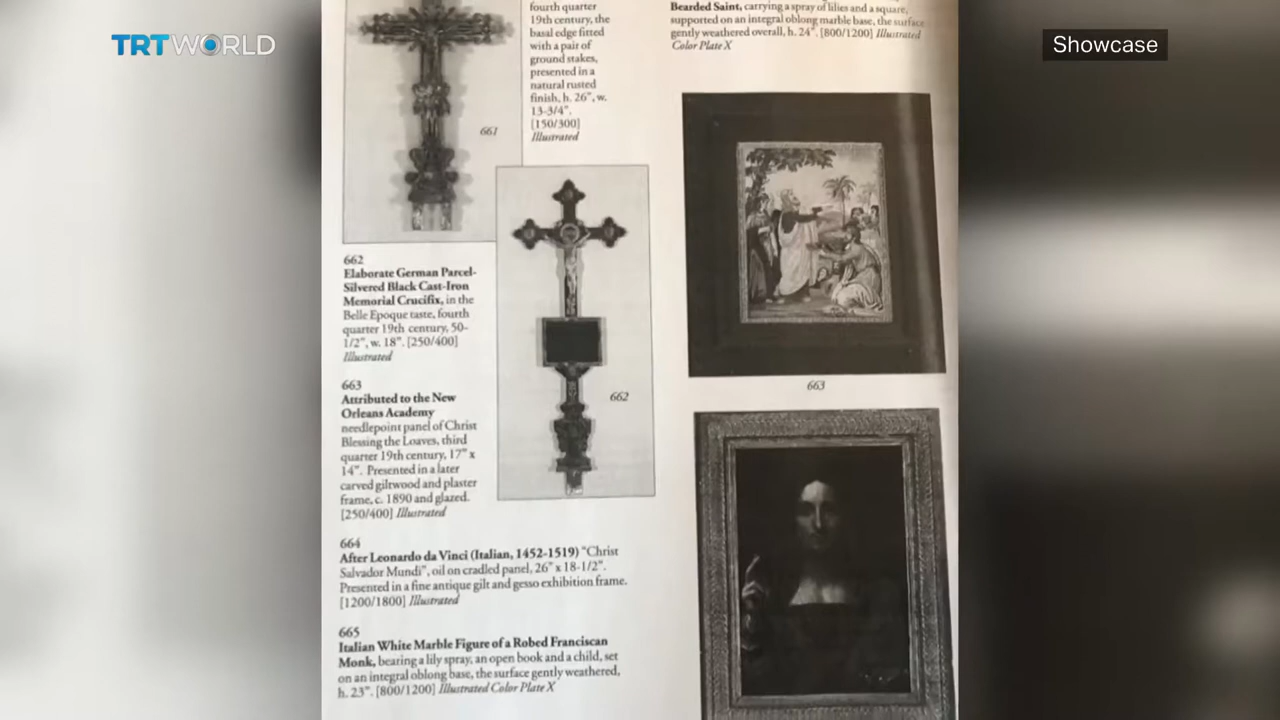 TRT WORLD
Showcase
fourth quarter
19th century, the
basal edge fitted
with a pair of
ground stakes,
presented in a
natural rusted
finish, h. 26", w.
13-3/4".
[150/300]
Illustrated
661
662
Elaborate German Parcel-
Silvered Black Cast-Iron
Memorial Crucifix, in the
Belle Epoque taste, fourth
quarter 19th century, 50-
1/2", w. 18". [250/400]
Illustrated
662
663
Attributed to the New
Orleans Academy
needlepoint panel of Christ
Blessing the Loaves, third
quarter 19th century, 17" x
14". Presented in a later
carved giltwood and plaster
frame, c. 1890 and glazed.
[250/400] Illustrated
664
After Leonardo da Vinci (Italian, 1452-1519) "Christ
Salvador Mundi", oil on cradled panel, 26" x 18-1/2".
Presented in a fine antique gilt and gesso exhibition frame.
[1200/1800] Illustrated
665
Italian White Marble Figure of a Robed Franciscan
Monk, bearing a lily spray, an open book and a child, set
on an integral oblong base, the surface gently weathered,
h. 23". [800/1200] Illustrated Color Plate X
Bearded Saint, carrying a spray of lilies and a square,
supported on an integral oblong marble base, the surface
gently weathered overall, h. 24". [800/1200] Illustrated
Color Plate X
663